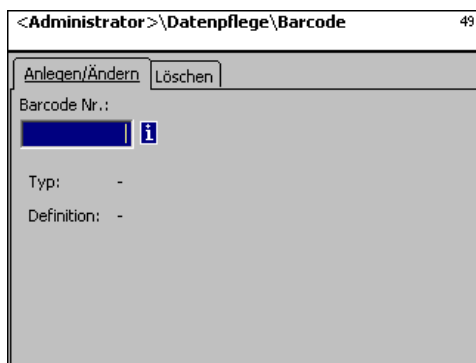 <Administrator>\Datenpflege\Barcode 49
Anlegen/Ändern Löschen
Barcode Nr.:
i
Typ: -
Definition: -